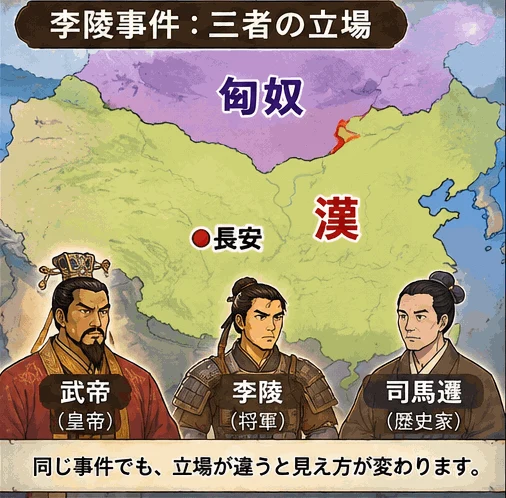 李陵事件：三者の立場
匈奴
漢
長安
武帝
（皇帝）
李陵
（将軍）
司馬遷
（歴史家）
同じ事件でも、立場が違うと見え方が変わります。